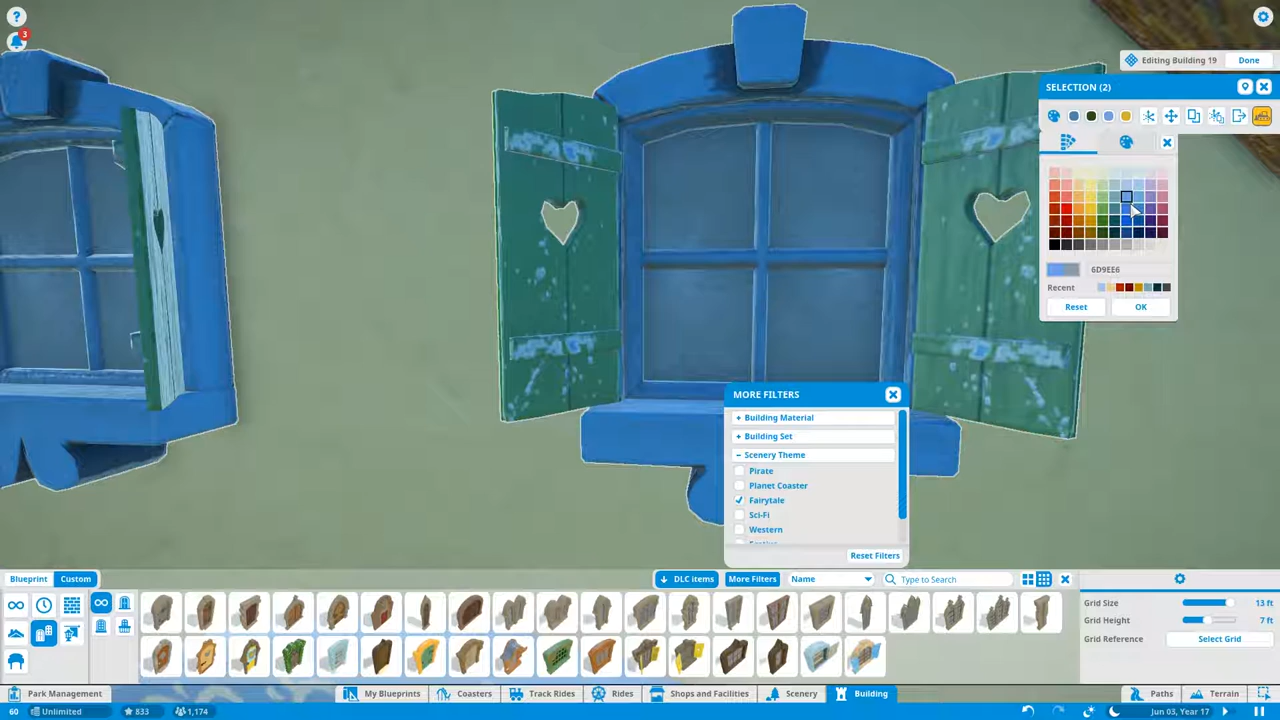 ?
3
Editing Building 19
Done
SELECTION (2)
6D9EE6
Recent
Reset
OK
MORE FILTERS
+ Building Material
+ Building Set
− Scenery Theme
Pirate
Planet Coaster
Fairytale
Sci-Fi
Western
Reset Filters
Blueprint
Custom
DLC items
More Filters
Name
Type to Search
Grid Size
13 ft
Grid Height
7 ft
Grid Reference
Select Grid
Park Management
My Blueprints
Coasters
Track Rides
Rides
Shops and Facilities
Scenery
Building
Paths
Terrain
60
Unlimited
833
1,174
Jun 03, Year 17